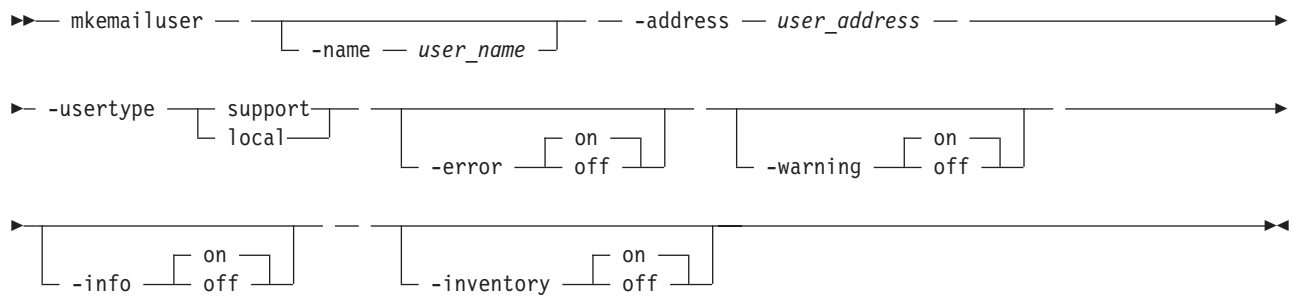 mkemailuser -name user_name -address user_address
-usertype support local -error on off -warning on off
-info on off -inventory on off